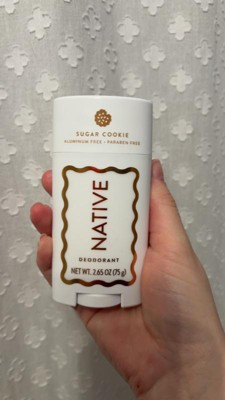 SUGAR COOKIE
ALUMINUM FREE • PARABEN FREE
NATIVE
DEODORANT
NET WT. 2.65 OZ (75 g)